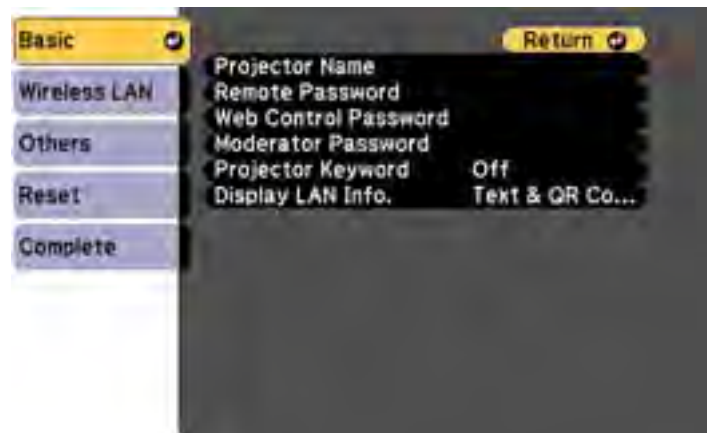 Basic
Wireless LAN
Others
Reset
Complete
Return
Projector Name
Remote Password
Web Control Password
Moderator Password
Projector Keyword Off
Display LAN Info. Text & QR Co...